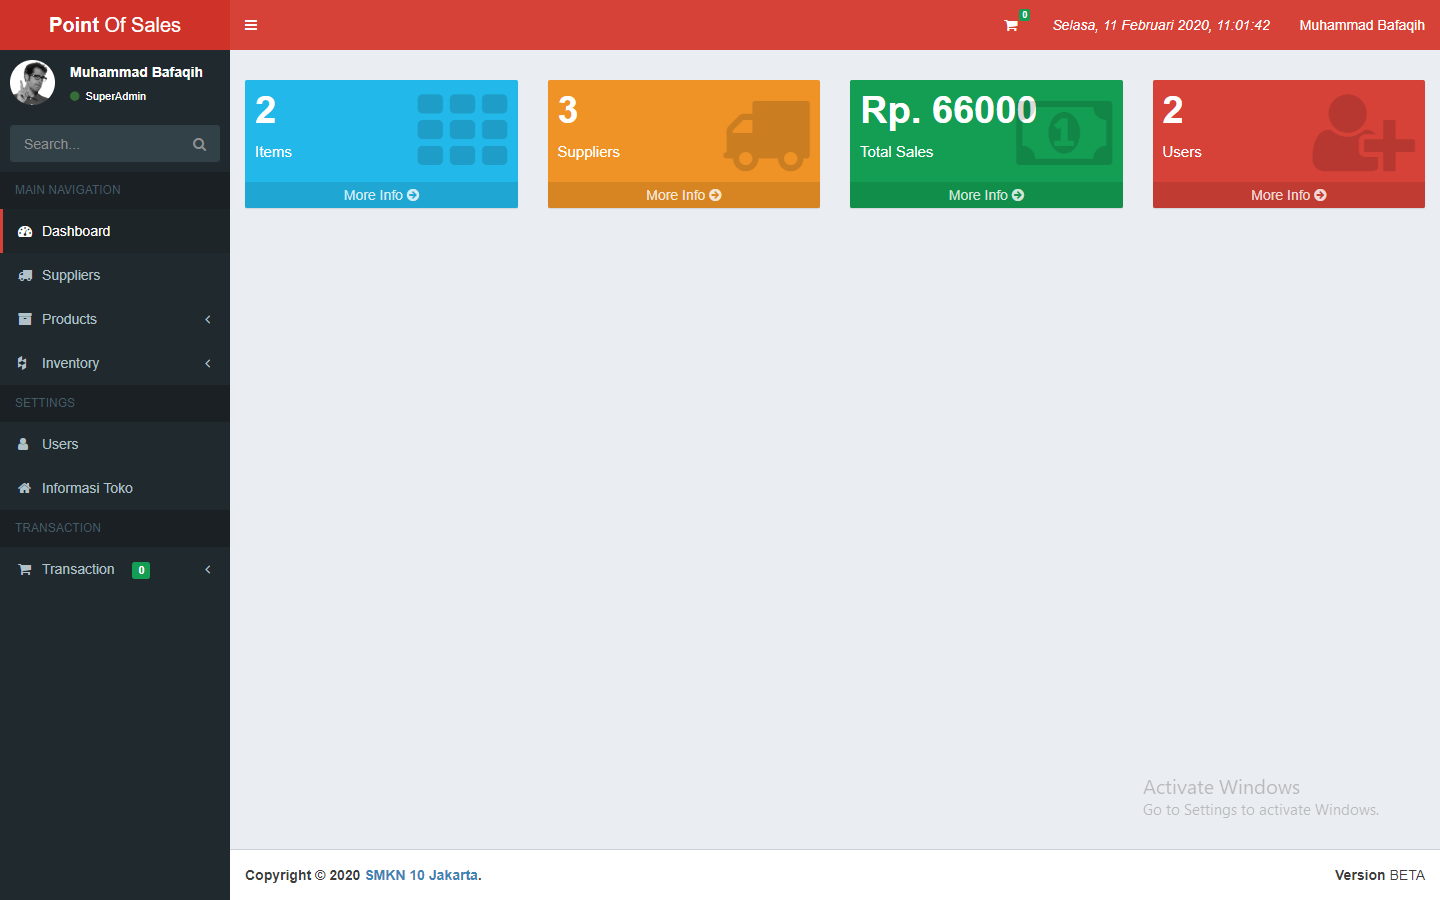 Point Of Sales
0
Selasa, 11 Februari 2020, 11:01:42
Muhammad Bafaqih
Muhammad Bafaqih
SuperAdmin
Search...
MAIN NAVIGATION
Dashboard
Suppliers
Products
Inventory
SETTINGS
Users
Informasi Toko
TRANSACTION
Transaction 0
2
Items
More Info
3
Suppliers
More Info
Rp. 66000
Total Sales
1
More Info
2
Users
More Info
Activate Windows
Go to Settings to activate Windows.
Copyright © 2020 SMKN 10 Jakarta.
Version BETA